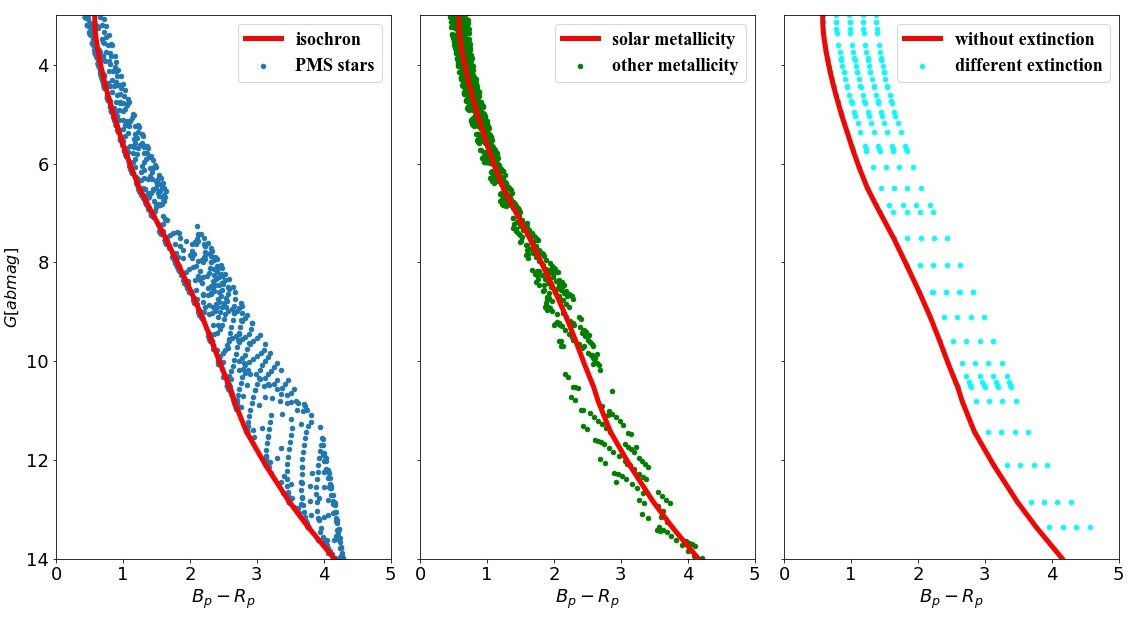 isochron
PMS stars
solar metallicity
other metallicity
without extinction
different extinction
G[abmag]
4
6
8
10
12
14
0 1 2 3 4 5
0 1 2 3 4 5
0 1 2 3 4 5
Bp − Rp
Bp − Rp
Bp − Rp